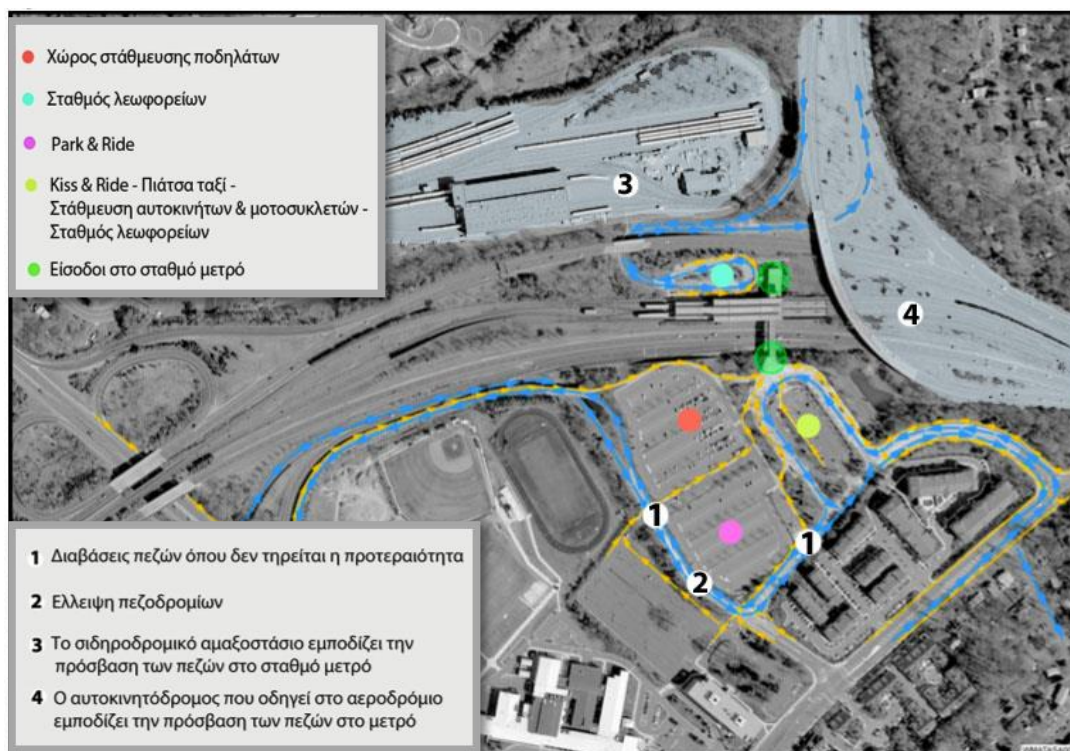 Χώρος στάθμευσης ποδηλάτων
Σταθμός λεωφορείων
Park & Ride
Kiss & Ride - Πιάτσα ταξί -
Στάθμευση αυτοκινήτων & μοτοσυκλετών -
Σταθμός λεωφορείων
Είσοδοι στο σταθμό μετρό
3
4
1
1
2
1 Διαβάσεις πεζών όπου δεν τηρείται η προτεραιότητα
2 Ελλειψη πεζοδρομίων
3 Το σιδηροδρομικό αμαξοστάσιο εμποδίζει την
πρόσβαση των πεζών στο σταθμό μετρό
4 Ο αυτοκινητόδρομος που οδηγεί στο αεροδρόμιο
εμποδίζει την πρόσβαση των πεζών στο μετρό